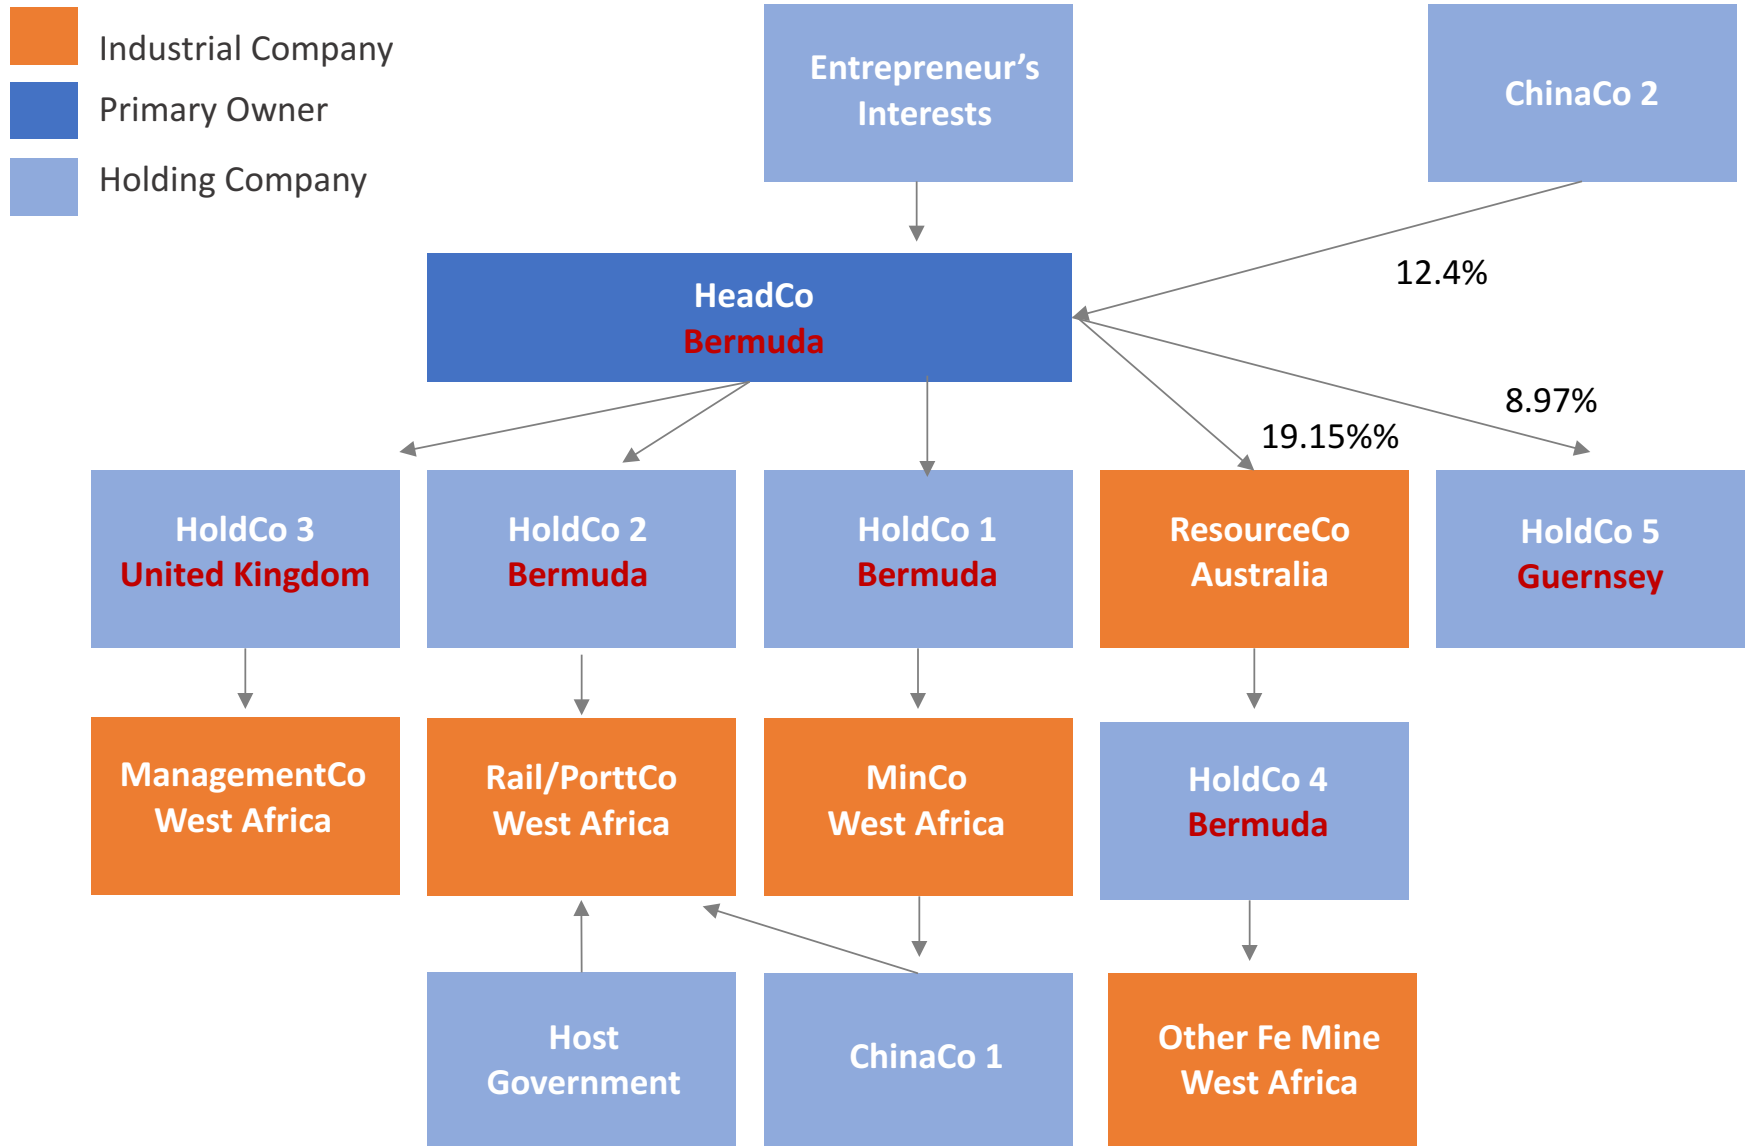 Industrial Company
Primary Owner
Holding Company
Entrepreneur’s
Interests
ChinaCo 2
12.4%
HeadCo
Bermuda
8.97%
19.15%%
HoldCo 3
United Kingdom
HoldCo 2
Bermuda
HoldCo 1
Bermuda
ResourceCo
Australia
HoldCo 5
Guernsey
ManagementCo
West Africa
Rail/PorttCo
West Africa
MinCo
West Africa
HoldCo 4
Bermuda
Host
Government
ChinaCo 1
Other Fe Mine
West Africa